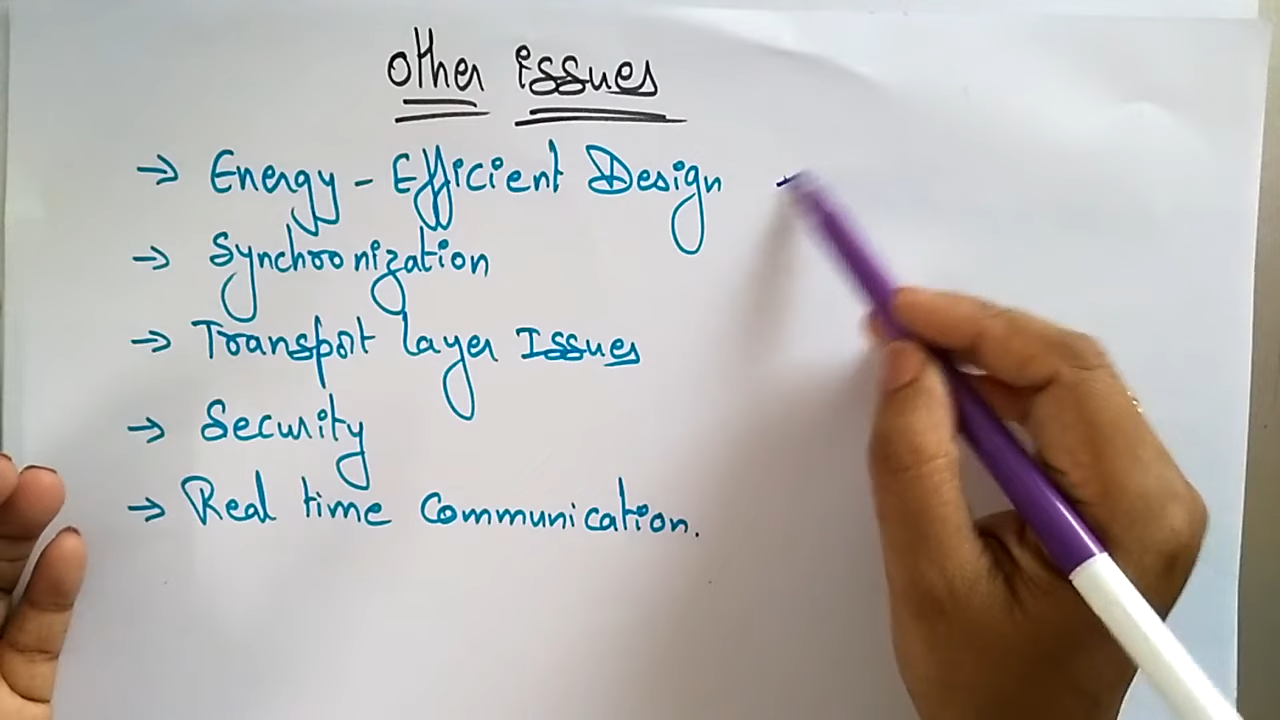 Other issues
→ Energy - Efficient Design
→ Synchronization
→ Transport layer Issues
→ Security
→ Real time communication.